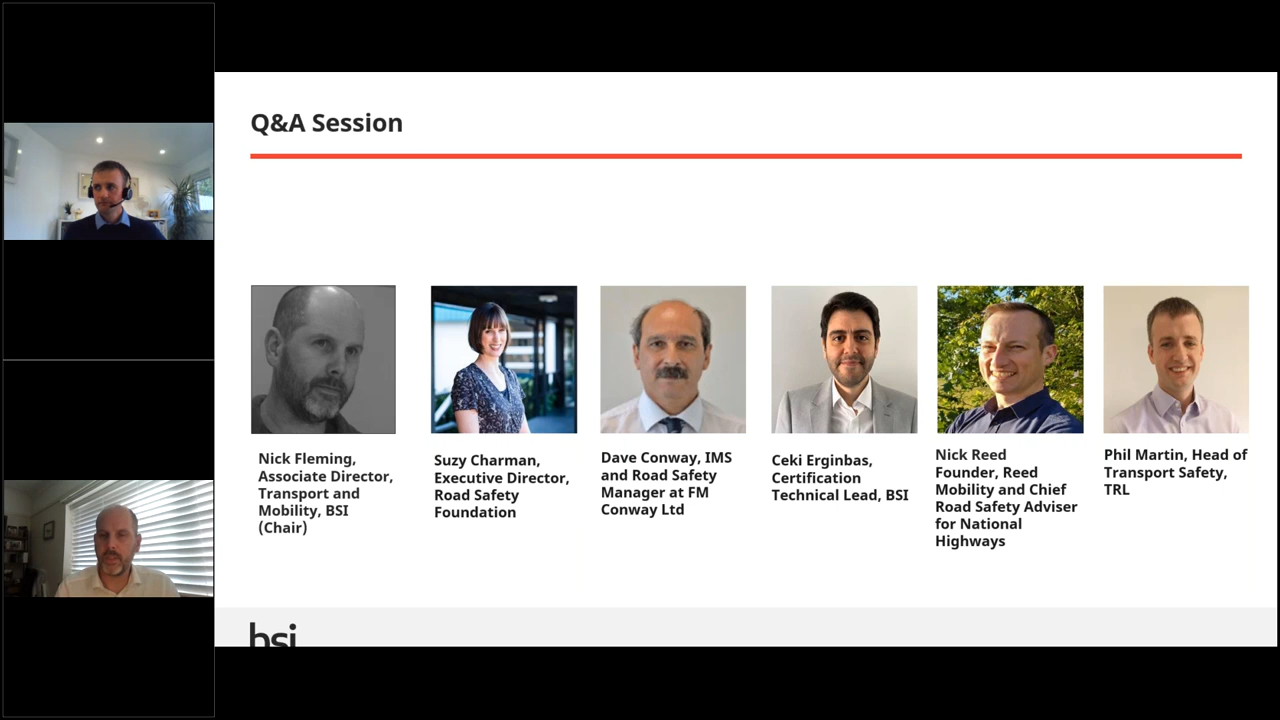 Q&A Session
Nick Fleming,
Associate Director,
Transport and
Mobility, BSI
(Chair)
Suzy Charman,
Executive Director,
Road Safety
Foundation
Dave Conway, IMS
and Road Safety
Manager at FM
Conway Ltd
Ceki Erginbas,
Certification
Technical Lead, BSI
Nick Reed
Founder, Reed
Mobility and Chief
Road Safety Adviser
for National
Highways
Phil Martin, Head of
Transport Safety,
TRL
bsi